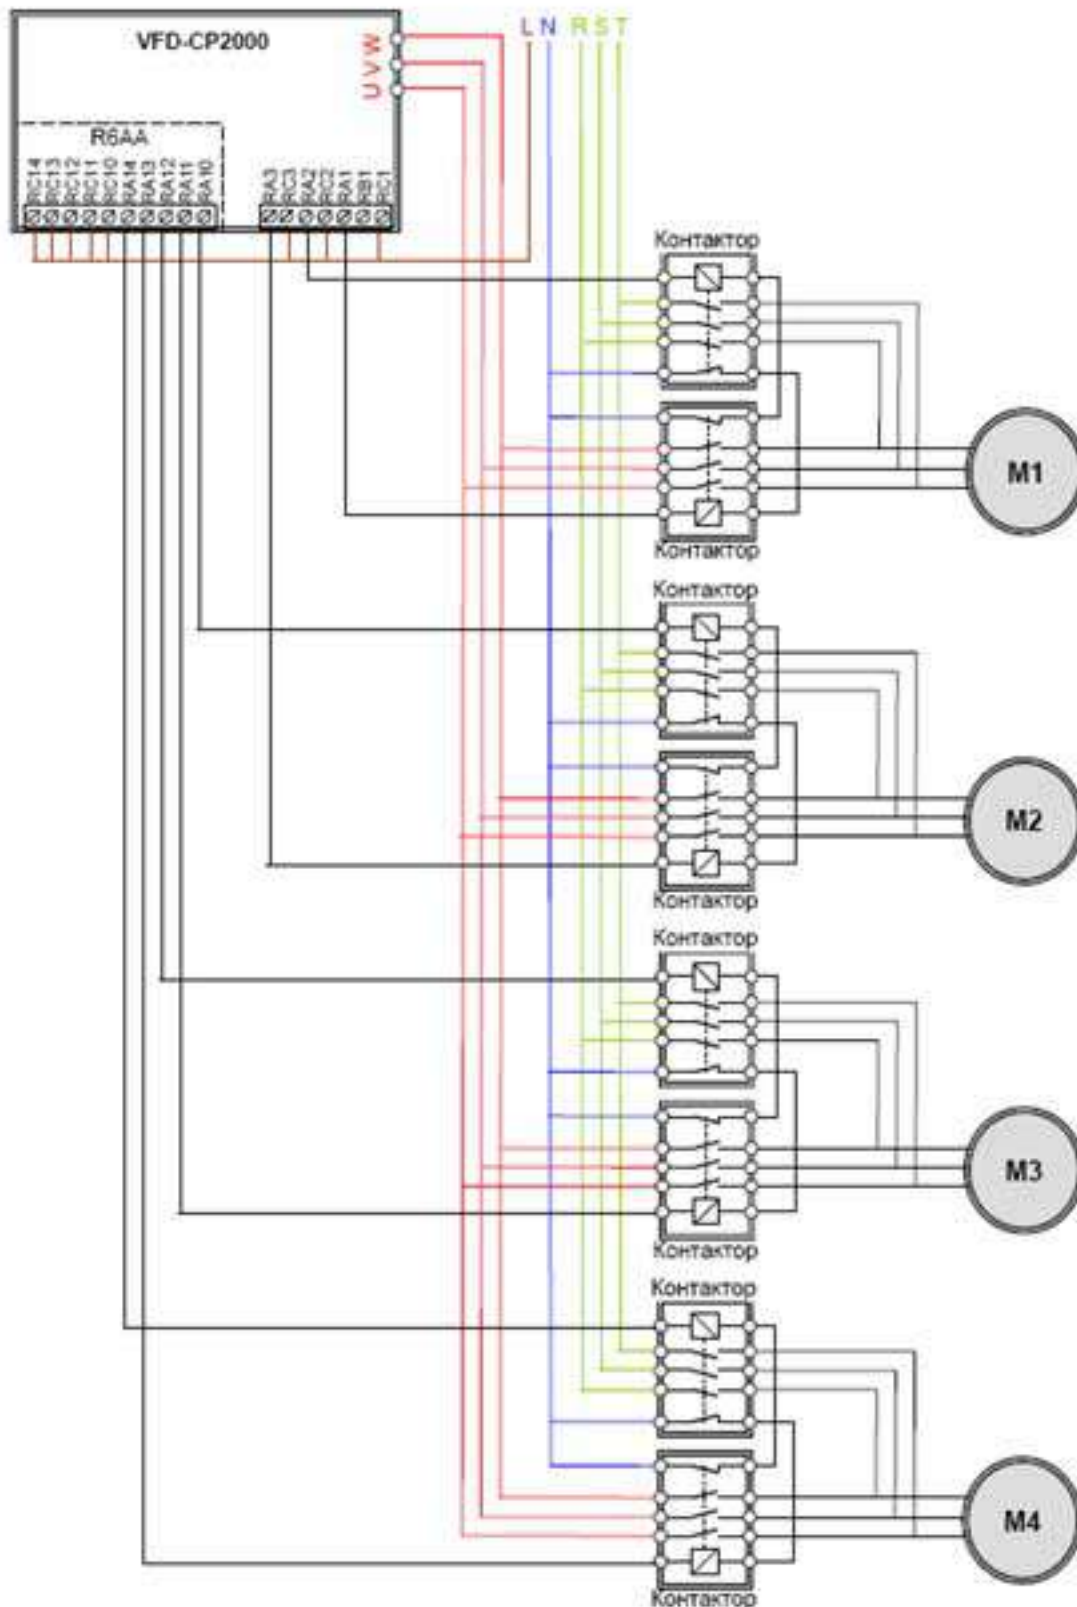 VFD-CP2000
W
V
U
L N R S T
R6AA
RC14
RC13
RC12
RC11
RC10
RA14
RA13
RA12
RA11
RA10
RA3
RC3
RA2
RC2
RA1
RB1
RC1
Контактор
M1
Контактор
Контактор
M2
Контактор
Контактор
M3
Контактор
Контактор
M4
Контактор